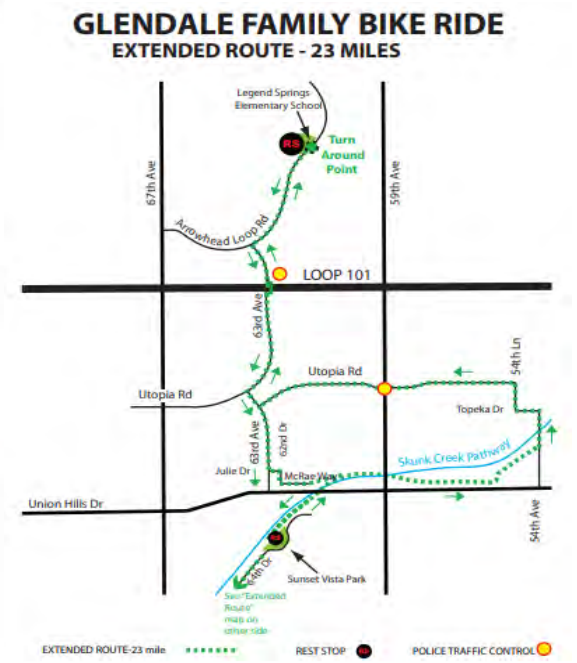 GLENDALE FAMILY BIKE RIDE
EXTENDED ROUTE - 23 MILES
Legend Springs
Elementary School
RS
Turn
Around
Point
67th Ave
59th Ave
Arrowhead Loop Rd
LOOP 101
63rd Ave
54th Ln
Utopia Rd
Utopia Rd
Topeka Dr
63rd Ave
62nd Dr
Skunk Creek Pathway
Julie Dr
McRae Way
Union Hills Dr
54th Ave
RS
64th Dr
Sunset Vista Park
See "Extended
Route"
map on
other side
EXTENDED ROUTE-23 mile
REST STOP
RS
POLICE TRAFFIC CONTROL